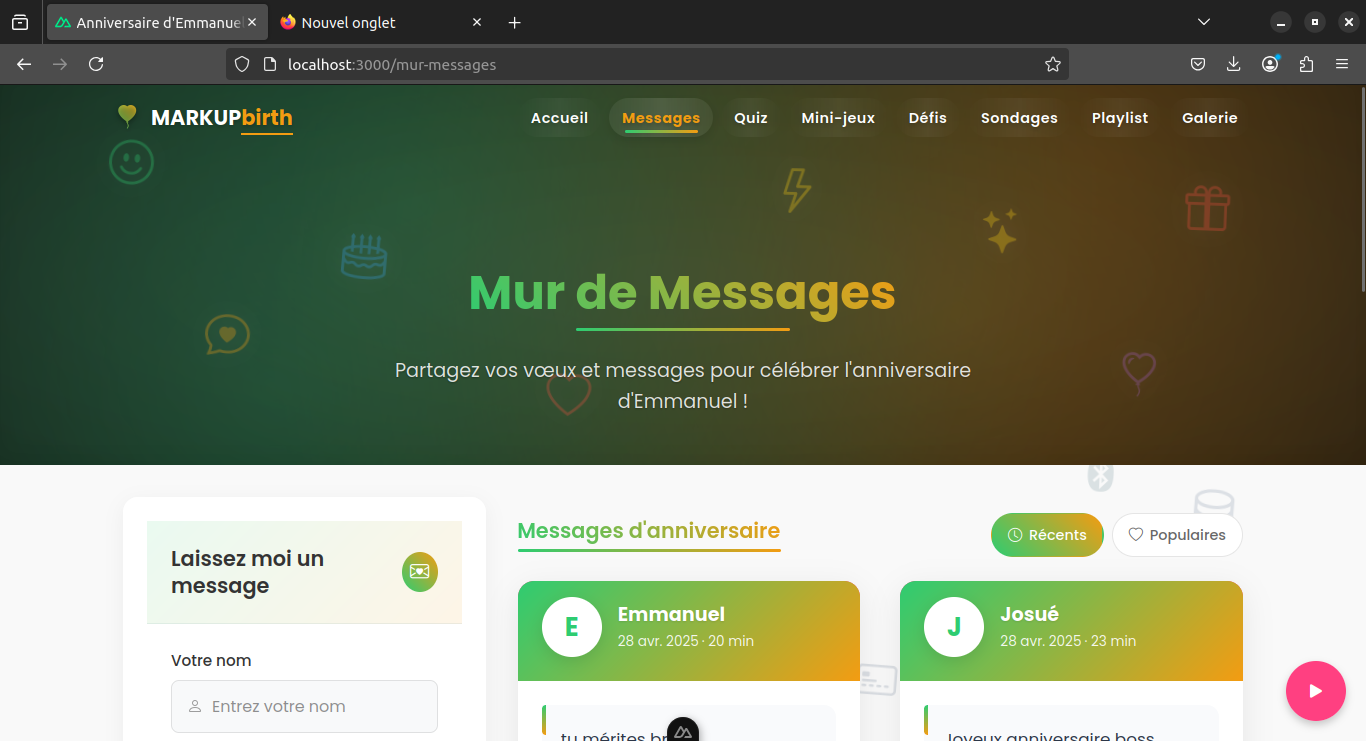 Anniversaire d'Emmanuel
Nouvel onglet
localhost:3000/mur-messages
MARKUPbirth
Accueil
Messages
Quiz
Mini-jeux
Défis
Sondages
Playlist
Galerie
Mur de Messages
Partagez vos vœux et messages pour célébrer l'anniversaire
d'Emmanuel !
Laissez moi un
message
Votre nom
Entrez votre nom
Messages d'anniversaire
Récents
Populaires
E
Emmanuel
28 avr. 2025 · 20 min
tu mérites
J
Josué
28 avr. 2025 · 23 min
Joyeux anniversaire boss